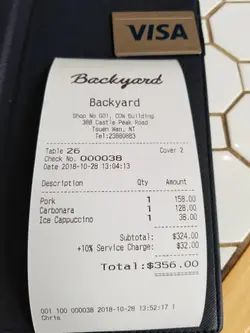 VISA
Backyard
Backyard
Shop No G01, CDW Building
388 Castle Peak Road
Tsuen Wan, NT
Tel:23880883
Table 26 Cover 2
Check No. 000038
Date 2018-10-28 13:04:13
Description Qty Amount
Pork 1 158.00
Carbonara 1 128.00
Ice Cappuccino 1 38.00
Subtotal: $324.00
+10% Service Charge: $32.00
Total:$356.00
001 100 000038 2018-10-28 13:52:17 |
Chris